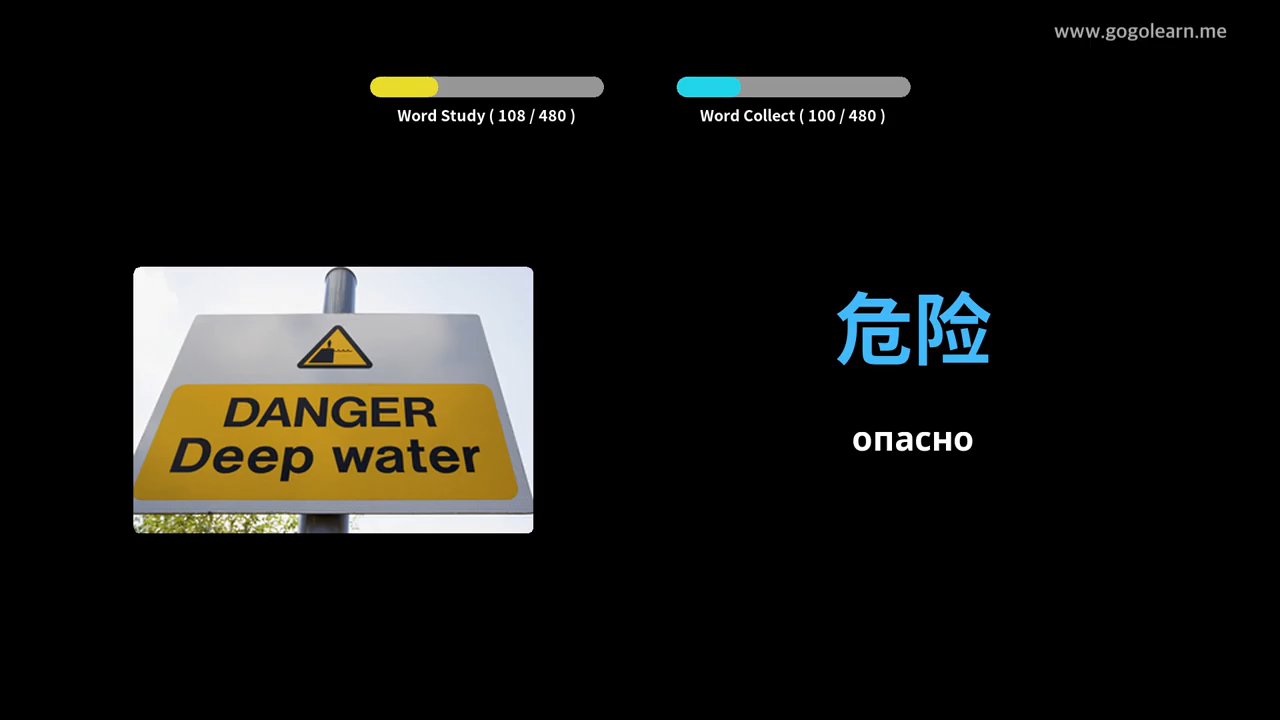 www.gogolearn.me
Word Study ( 108 / 480 )
Word Collect ( 100 / 480 )
DANGER
Deep water
危险
опасно